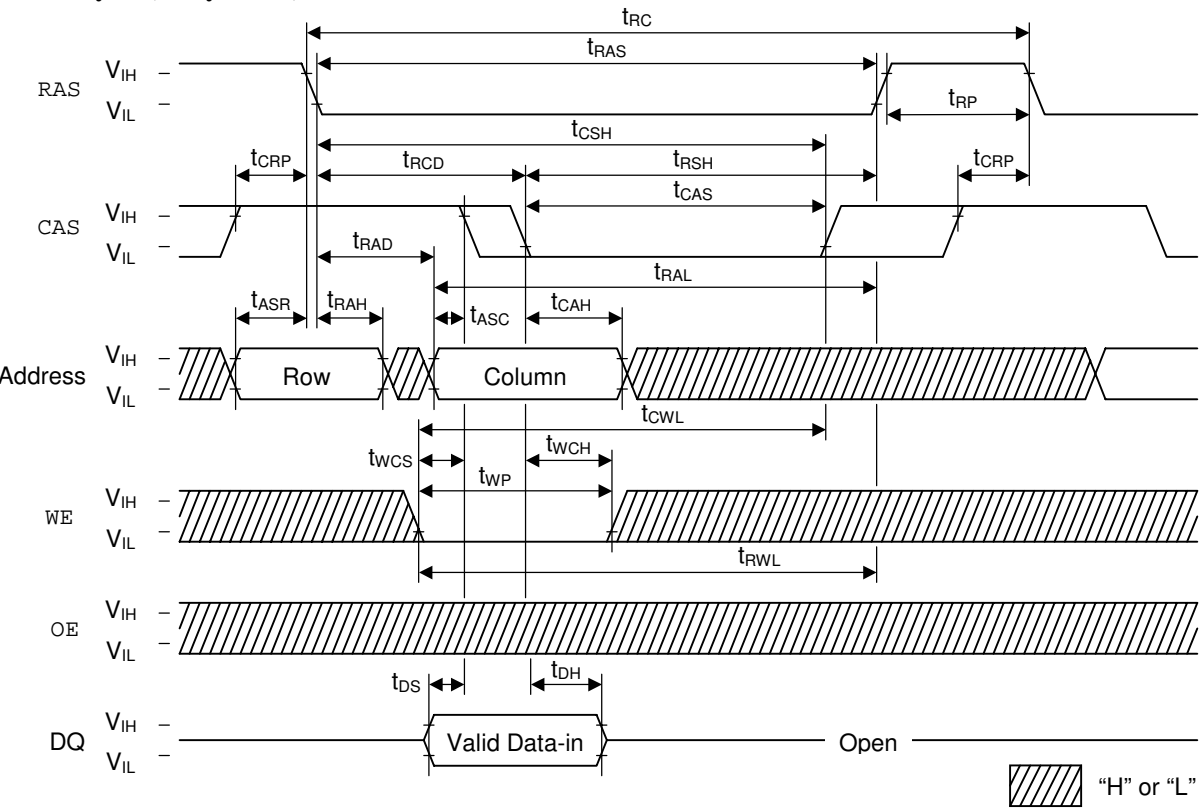 tRC
tRAS
RAS
VIH
VIL
tRP
tCSH
tCRP
tRCD
tRSH
tCRP
tCAS
CAS
VIH
VIL
tRAD
tRAL
tASR
tRAH
tASC
tCAH
Address
VIH
VIL
Row
Column
tCWL
tWCS
tWCH
tWP
WE
VIH
VIL
tRWL
OE
VIH
VIL
tDS
tDH
DQ
VIH
VIL
Valid Data-in
Open
“H” or “L”